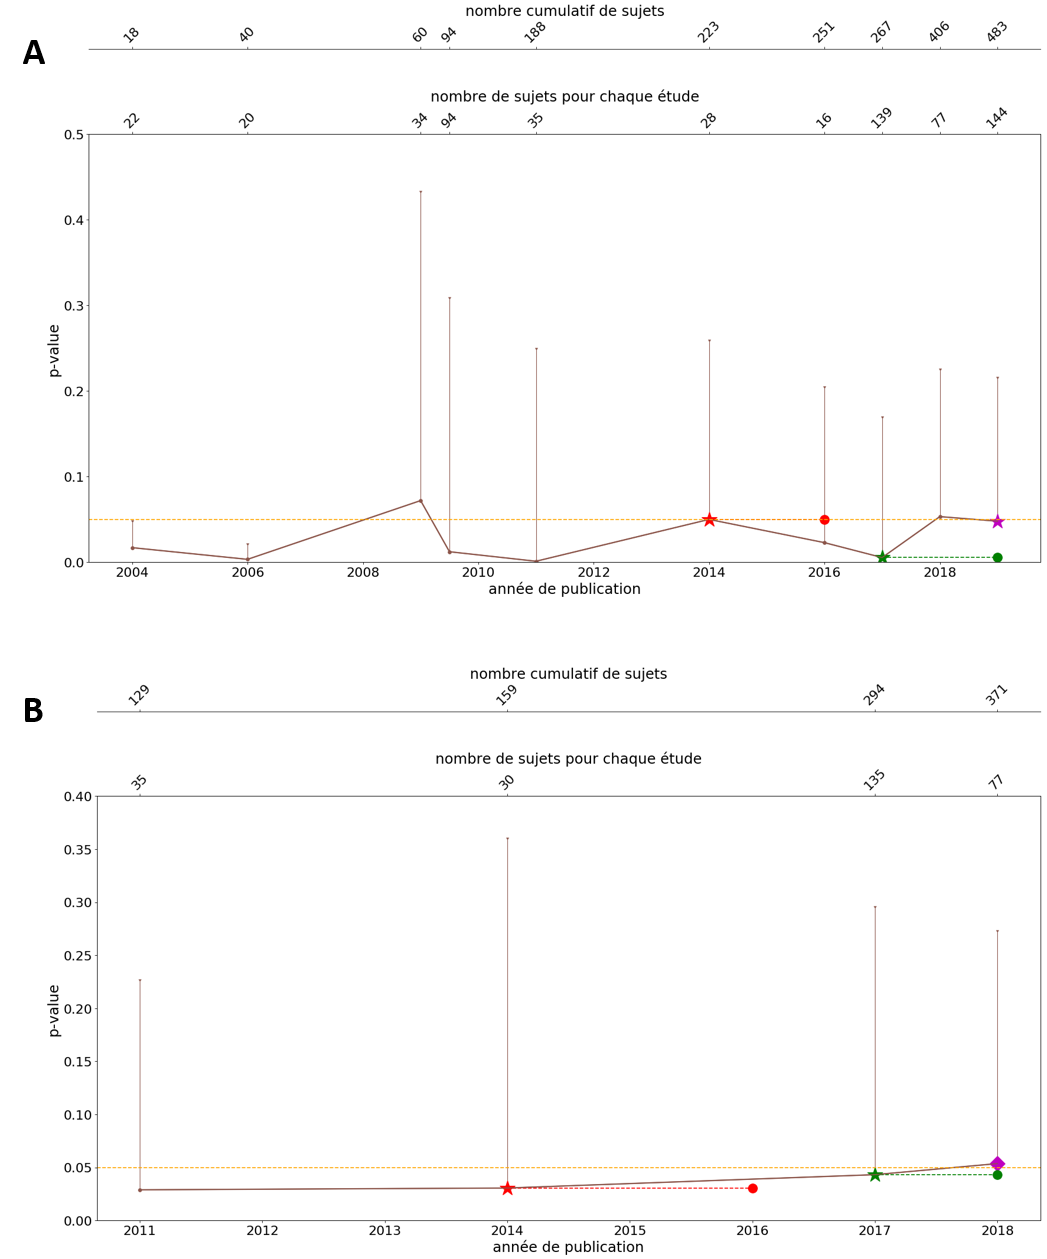 nombre cumulatif de sujets
18 40 60 94 188 223 251 267 406 483
A
nombre de sujets pour chaque étude
22 20 34 94 35 28 16 139 77 144
0.5
0.4
0.3
p-value
0.2
0.1
0.0
2004 2006 2008 2010 2012 2014 2016 2018
année de publication
nombre cumulatif de sujets
129 159 294 371
B
nombre de sujets pour chaque étude
35 30 135 77
0.40
0.35
0.30
0.25
p-value
0.20
0.15
0.10
0.05
0.00
2011 2012 2013 2014 2015 2016 2017 2018
année de publication